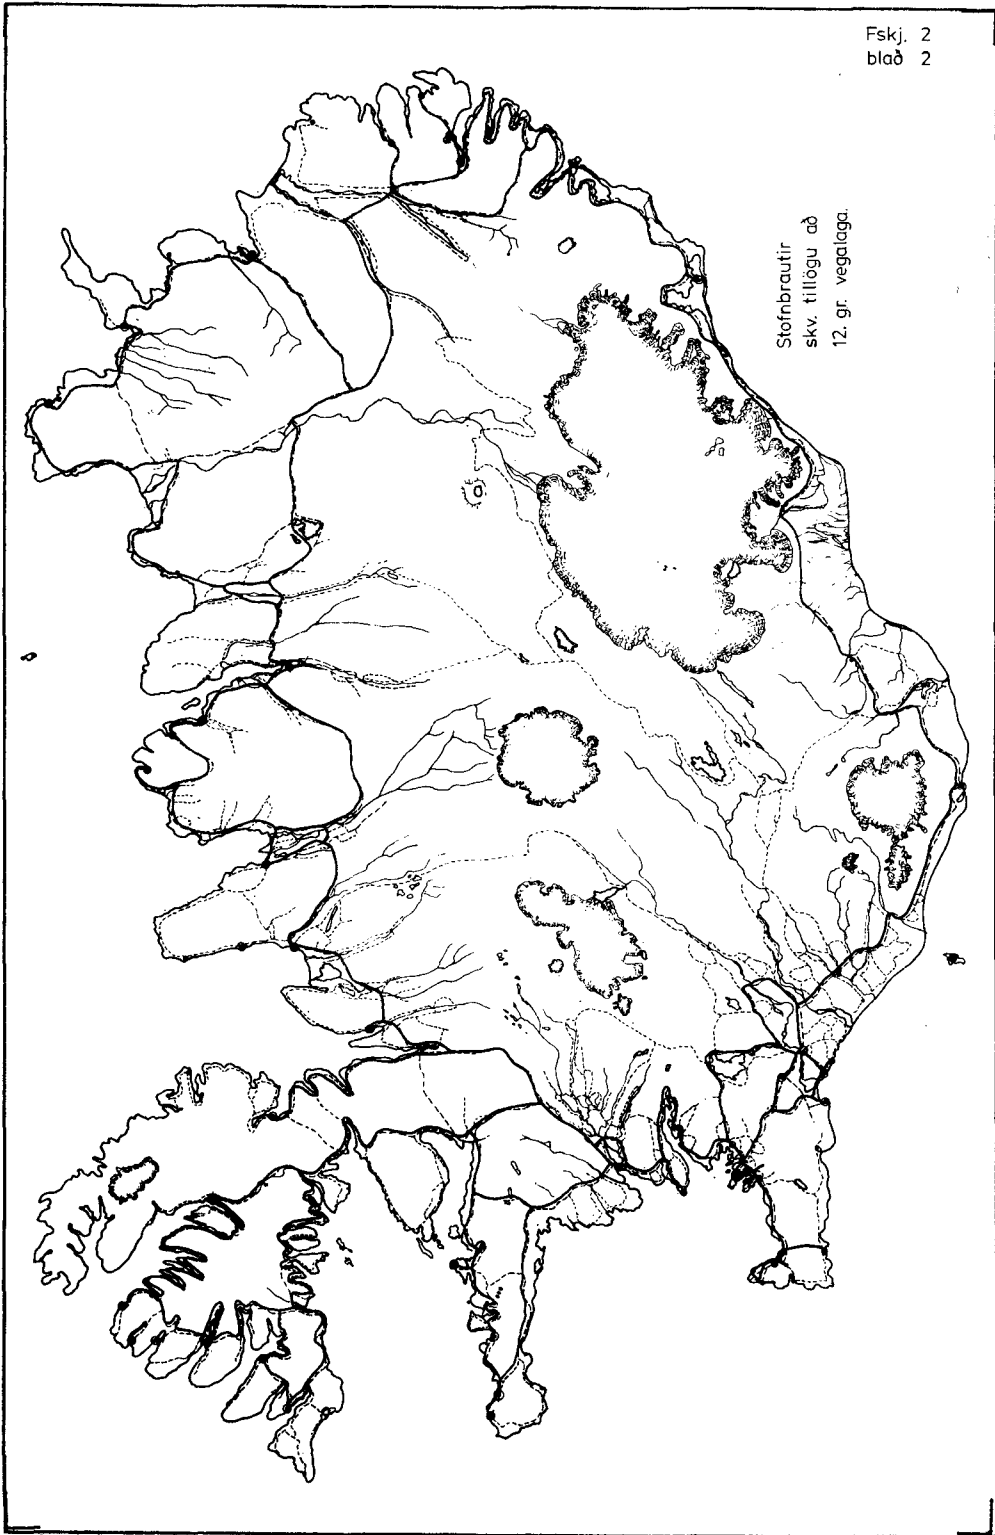 Fskj. 2
blað 2
Stofnbrautir
skv. tillögu að
12. gr. vegalaga.